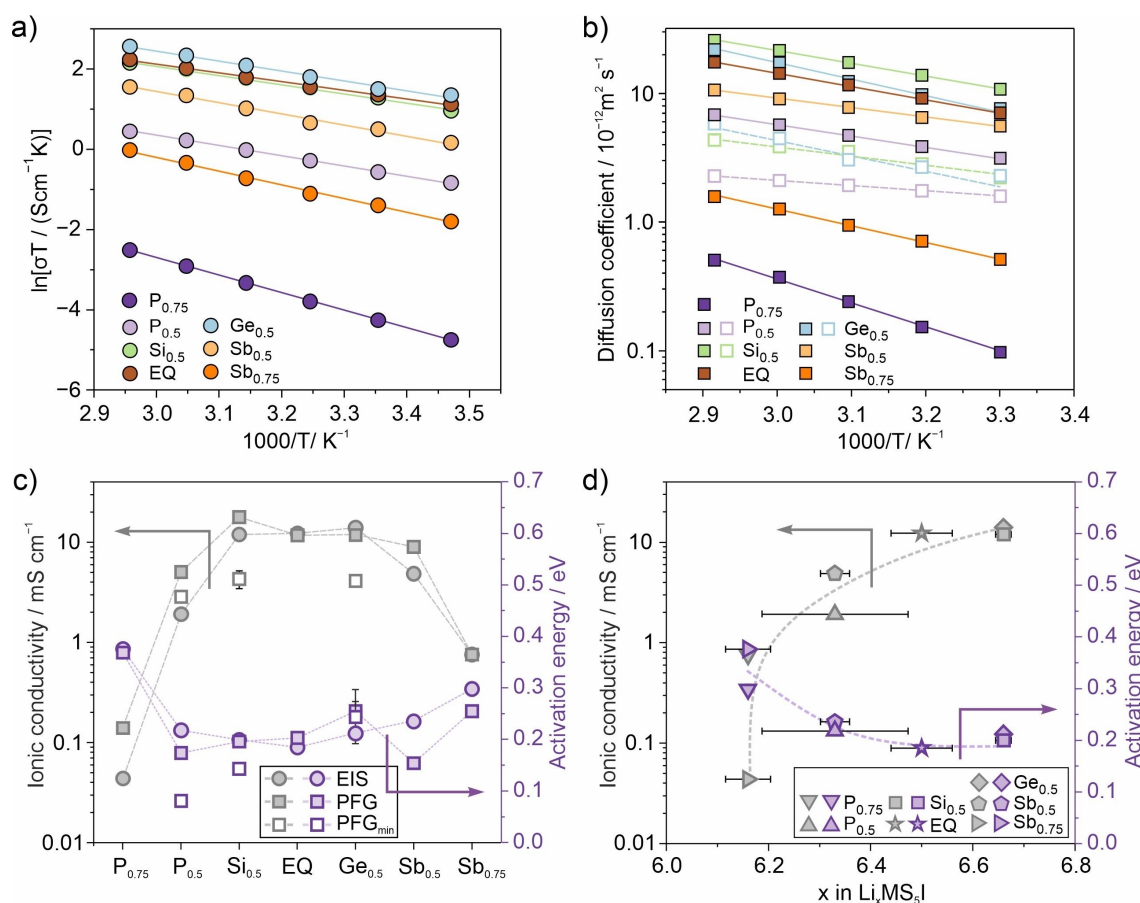 a)
ln[σT / (Scm⁻¹K)]
2
0
−2
−4
−6
2.9 3.0 3.1 3.2 3.3 3.4 3.5
1000/T/ K⁻¹
P₀.₇₅
P₀.₅
Si₀.₅
EQ
Ge₀.₅
Sb₀.₅
Sb₀.₇₅
b)
Diffusion coefficient / 10⁻¹²m² s⁻¹
10
1.0
0.1
2.9 3.0 3.1 3.2 3.3 3.4
1000/T/ K⁻¹
P₀.₇₅
P₀.₅
Si₀.₅
EQ
Ge₀.₅
Sb₀.₅
Sb₀.₇₅
c)
Ionic conductivity / mS cm⁻¹
10
1
0.1
0.01
P₀.₇₅ P₀.₅ Si₀.₅ EQ Ge₀.₅ Sb₀.₅ Sb₀.₇₅
EIS
PFG
PFGₘᵢₙ
0.7
0.6
0.5
0.4
0.3
0.2
0.1
0.0
Activation energy / eV
d)
Ionic conductivity / mS cm⁻¹
10
1
0.1
0.01
6.0 6.2 6.4 6.6 6.8
x in LiₓMS₅I
P₀.₇₅
P₀.₅
Si₀.₅
EQ
Ge₀.₅
Sb₀.₅
Sb₀.₇₅
0.7
0.6
0.5
0.4
0.3
0.2
0.1
0.0
Activation energy / eV